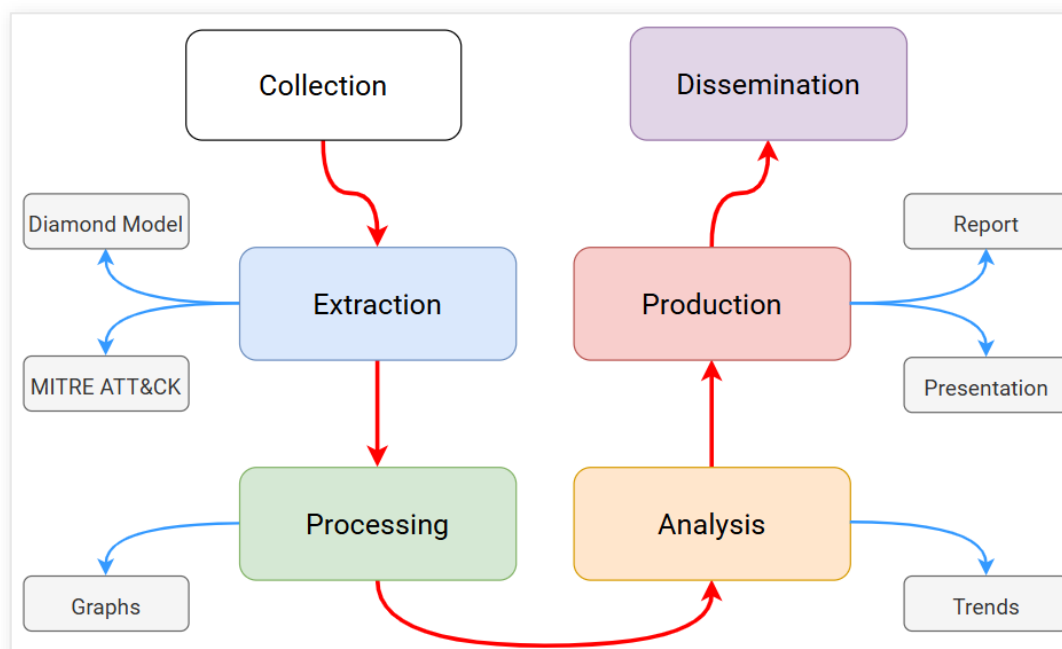 Collection
Dissemination
Diamond Model
Report
Extraction
Production
MITRE ATT&CK
Presentation
Processing
Analysis
Graphs
Trends